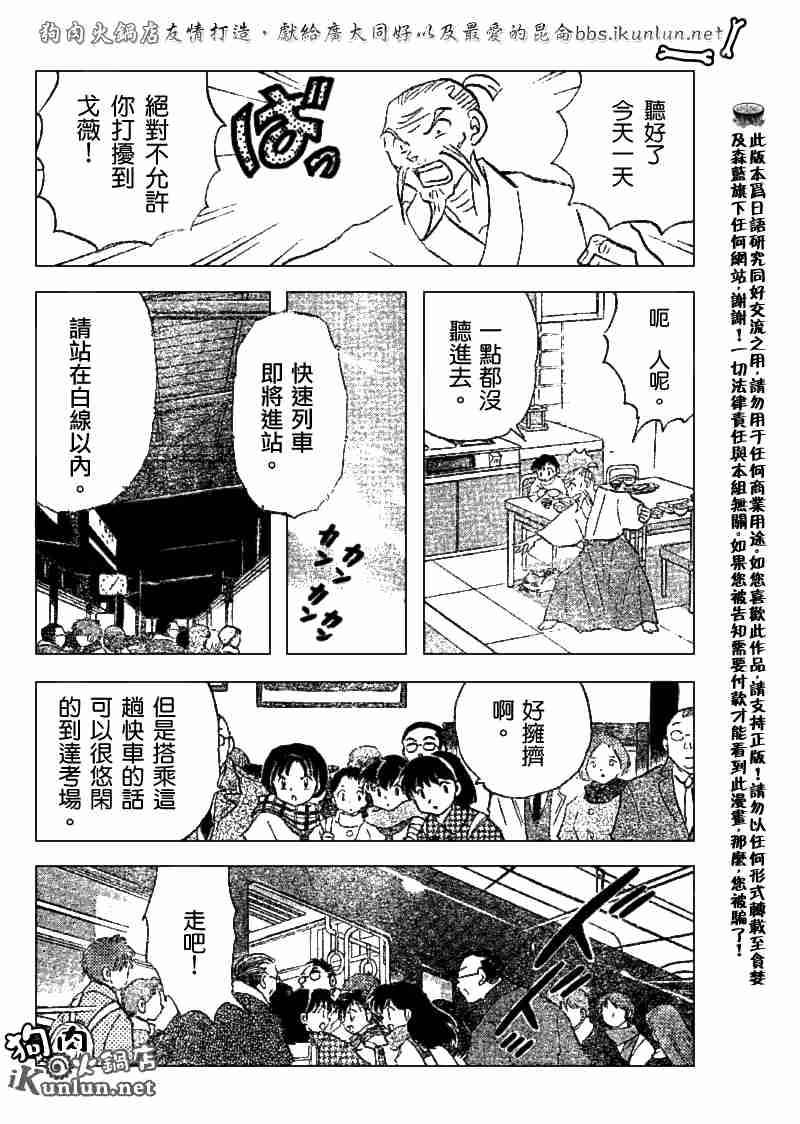 狗肉火鍋店友情打造、獻給廣大同好以及最愛的昆侖bbs.ikunlun.net
聽好了
今天一天
ばっ
絕對不允許
你打擾到
戈薇！
呃 人呢。
一點都沒
聽進去。
快速列車
即將進站。
カン
カン
カン
請站在白線以內。
好擁擠
啊。
但是搭乘這
趟快車的話
可以很悠閑
的到達考場。
走吧！
此版本爲日語研究同好交流之用，請勿用于任何商業用途。如您喜歡此作品，請支持正版！請勿以任何形式轉載至貪婪
及森藍旗下任何網站，謝謝！一切法律責任與本組無關。如果您被告知需要付款才能看到此漫畫，那麼，您被騙了！
狗肉
火鍋店
iKunlun.net